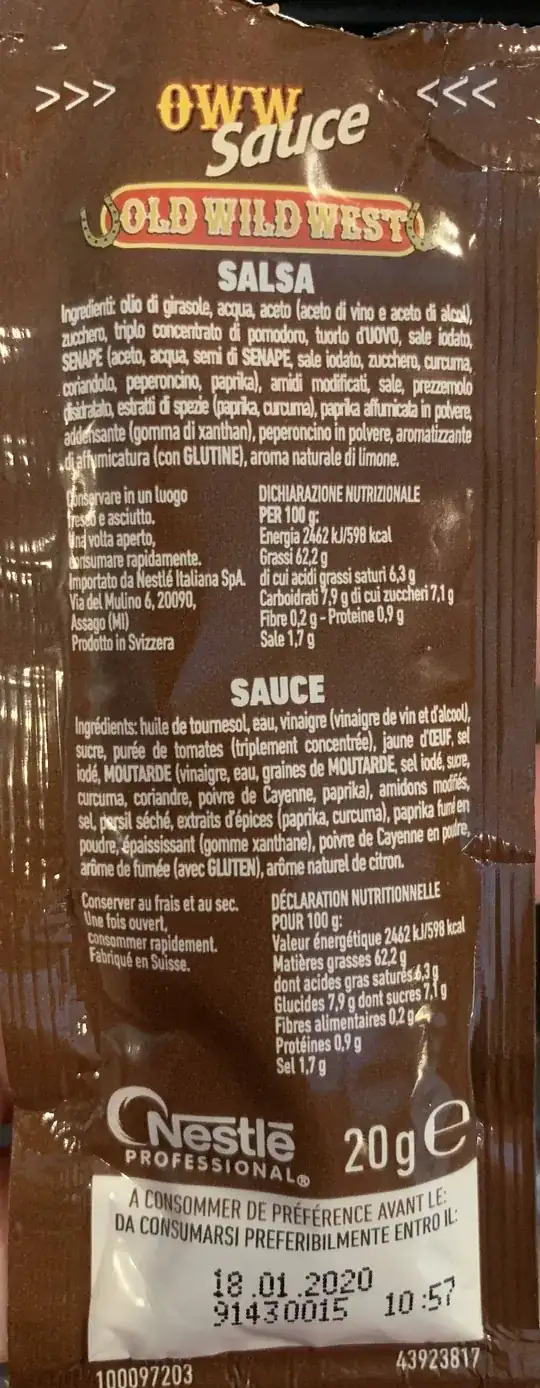 >>> OWW Sauce <<<
OLD WILD WEST
SALSA
Ingredienti: olio di girasole, acqua, aceto (aceto di vino e aceto di alcol),
zucchero, triplo concentrato di pomodoro, tuorlo d'UOVO, sale iodato,
SENAPE (aceto, acqua, semi di SENAPE, sale iodato, zucchero, curcuma,
coriandolo, peperoncino, paprika), amidi modificati, sale, prezzemolo
disidratato, estratti di spezie (paprika, curcuma), paprika affumicata in polvere,
addensante (gomma di xanthan), peperoncino in polvere, aromatizzante
di affumicatura (con GLUTINE), aroma naturale di limone.
Conservare in un luogo
fresco e asciutto.
Una volta aperto,
consumare rapidamente.
Importato da Nestlé Italiana SpA.
Via del Mulino 6, 20090,
Assago (MI)
Prodotto in Svizzera
DICHIARAZIONE NUTRIZIONALE
PER 100 g:
Energia 2462 kJ/598 kcal
Grassi 62,2 g
di cui acidi grassi saturi 6,3 g
Carboidrati 7,9 g di cui zuccheri 7,1 g
Fibre 0,2 g - Proteine 0,9 g
Sale 1,7 g
SAUCE
Ingrédients: huile de tournesol, eau, vinaigre (vinaigre de vin et d'alcool),
sucre, purée de tomates (triplement concentrée), jaune d'ŒUF, sel
iodé, MOUTARDE (vinaigre, eau, graines de MOUTARDE, sel iodé, sucre,
curcuma, coriandre, poivre de Cayenne, paprika), amidons modifiés,
sel, persil séché, extraits d'épices (paprika, curcuma), paprika fumé en
poudre, épaississant (gomme xanthane), poivre de Cayenne en poudre,
arôme de fumée (avec GLUTEN), arôme naturel de citron.
Conserver au frais et au sec.
Une fois ouvert,
consommer rapidement.
Fabriqué en Suisse.
DÉCLARATION NUTRITIONNELLE
POUR 100 g:
Valeur énergétique 2462 kJ/598 kcal
Matières grasses 62,2 g
dont acides gras saturés 6,3 g
Glucides 7,9 g dont sucres 7,1 g
Fibres alimentaires 0,2 g
Protéines 0,9 g
Sel 1,7 g
Nestlé
PROFESSIONAL®
20 g e
A CONSOMMER DE PRÉFÉRENCE AVANT LE:
DA CONSUMARSI PREFERIBILMENTE ENTRO IL:
18.01.2020
91430015 10:57
100097203
43923817